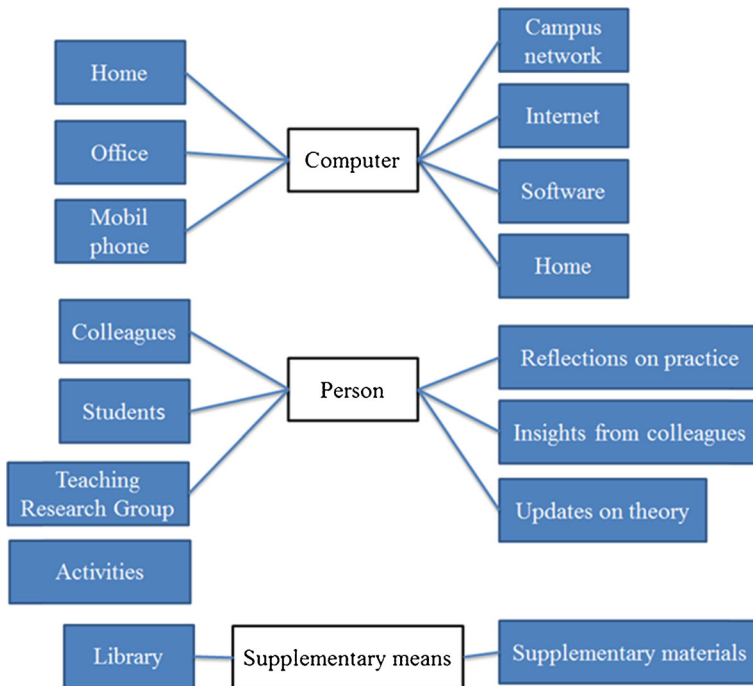 Home
Office
Mobil
phone
Computer
Campus
network
Internet
Software
Home
Colleagues
Students
Teaching
Research Group
Activities
Person
Reflections on practice
Insights from colleagues
Updates on theory
Library
Supplementary means
Supplementary materials